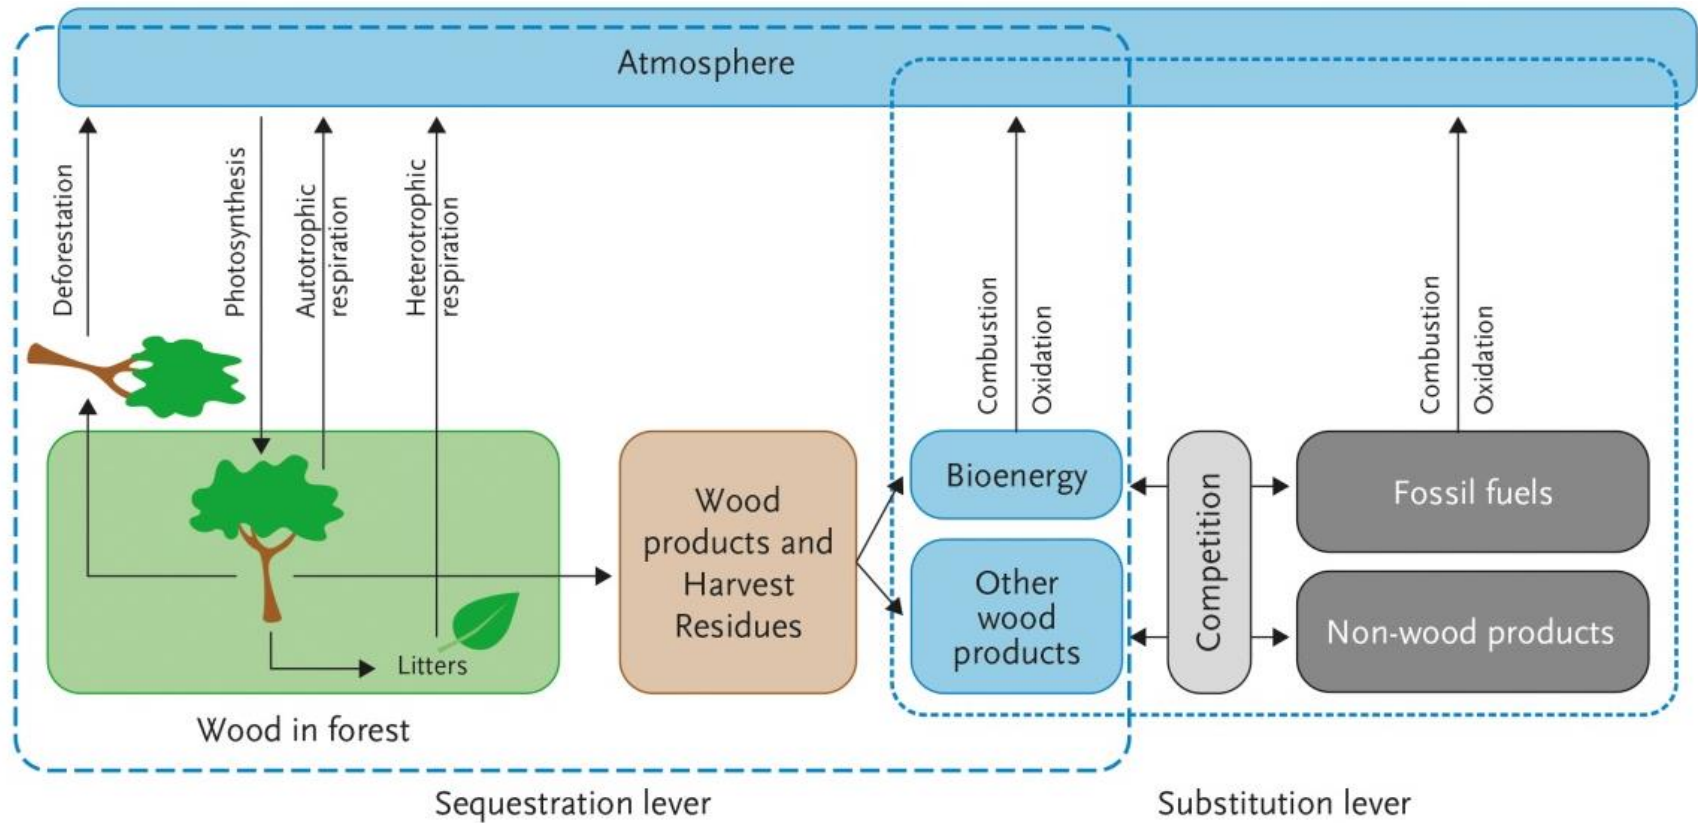 Atmosphere
Deforestation
Photosynthesis
Autotrophic
respiration
Heterotrophic
respiration
Combustion
Oxidation
Combustion
Oxidation
Wood
products and
Harvest
Residues
Bioenergy
Other
wood
products
Competition
Fossil fuels
Non-wood products
Litters
Wood in forest
Sequestration lever
Substitution lever